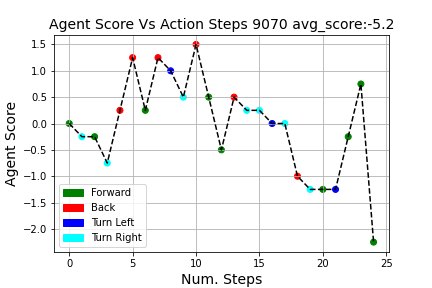 Agent Score Vs Action Steps 9070 avg_score:-5.2
Agent Score
1.5
1.0
0.5
0.0
−0.5
−1.0
−1.5
−2.0
Forward
Back
Turn Left
Turn Right
0
5
10
15
20
25
Num. Steps